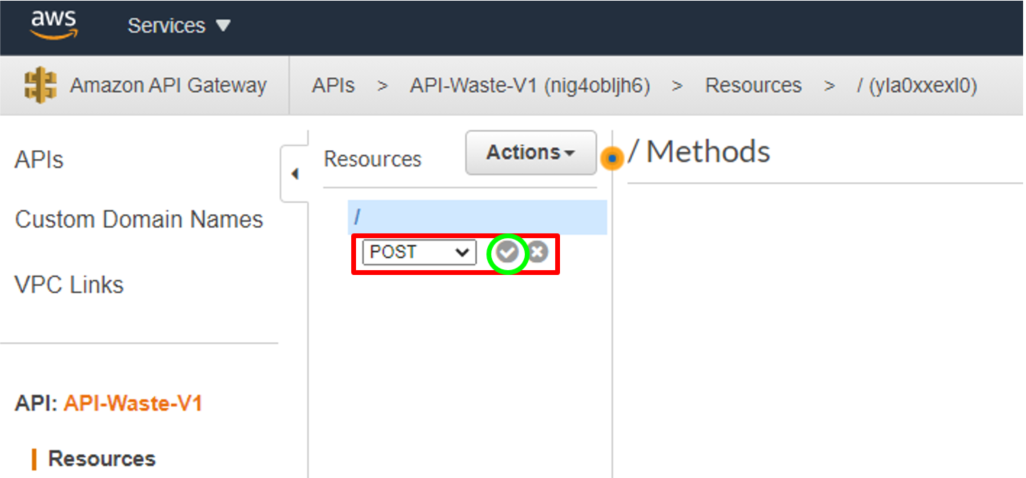 aws
Services ▼
Amazon API Gateway
APIs > API-Waste-V1 (nig4obljh6) > Resources > / (yla0xxexl0)
APIs
Custom Domain Names
VPC Links
API: API-Waste-V1
Resources
Resources
Actions
/
POST
/ Methods